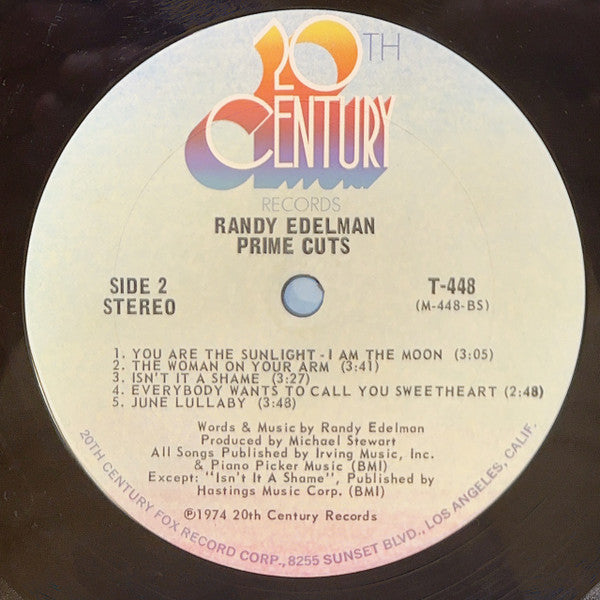 20TH
CENTURY
RECORDS
RANDY EDELMAN
PRIME CUTS
SIDE 2
STEREO
T-448
(M-448-BS)
1. YOU ARE THE SUNLIGHT - I AM THE MOON (3:05)
2. THE WOMAN ON YOUR ARM (3:41)
3. ISN'T IT A SHAME (3:27)
4. EVERYBODY WANTS TO CALL YOU SWEETHEART (2:48)
5. JUNE LULLABY (3:48)
Words & Music by Randy Edelman
Produced by Michael Stewart
All Songs Published by Irving Music, Inc.
& Piano Picker Music (BMI)
Except: "Isn't It A Shame", Published by
Hastings Music Corp. (BMI)
℗1974 20th Century Records
20TH CENTURY FOX RECORD CORP., 8255 SUNSET BLVD., LOS ANGELES, CALIF.